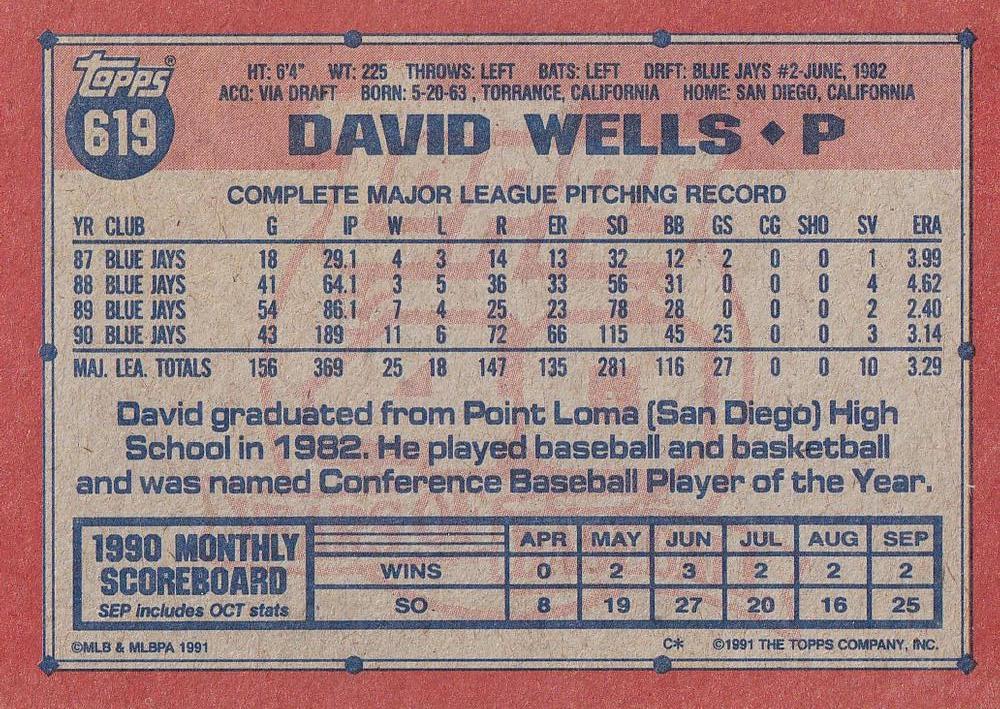 Topps®
619
HT: 6'4" WT: 225 THROWS: LEFT BATS: LEFT DRFT: BLUE JAYS #2-JUNE, 1982
ACQ: VIA DRAFT BORN: 5-20-63 , TORRANCE, CALIFORNIA HOME: SAN DIEGO, CALIFORNIA
DAVID WELLS ◆ P
COMPLETE MAJOR LEAGUE PITCHING RECORD
YR CLUB G IP W L R ER SO BB GS CG SHO SV ERA
87 BLUE JAYS 18 29.1 4 3 14 13 32 12 2 0 0 1 3.99
88 BLUE JAYS 41 64.1 3 5 36 33 56 31 0 0 0 4 4.62
89 BLUE JAYS 54 86.1 7 4 25 23 78 28 0 0 0 2 2.40
90 BLUE JAYS 43 189 11 6 72 66 115 45 25 0 0 3 3.14
MAJ. LEA. TOTALS 156 369 25 18 147 135 281 116 27 0 0 10 3.29
David graduated from Point Loma (San Diego) High
School in 1982. He played baseball and basketball
and was named Conference Baseball Player of the Year.
1990 MONTHLY
SCOREBOARD
SEP includes OCT stats
APR MAY JUN JUL AUG SEP
WINS 0 2 3 2 2 2
SO 8 19 27 20 16 25
©MLB & MLBPA 1991
C* ©1991 THE TOPPS COMPANY, INC.